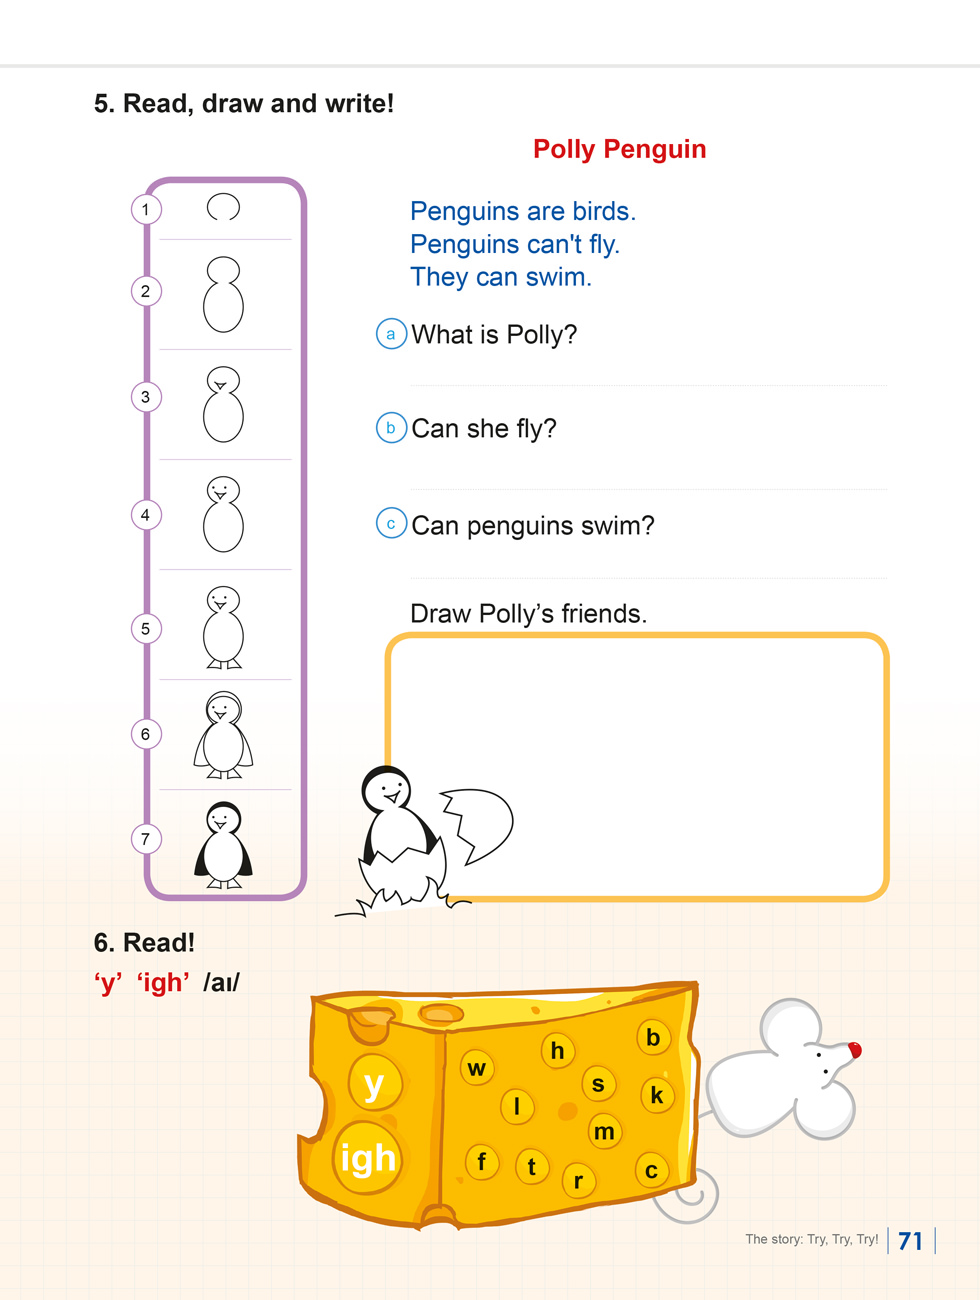 5. Read, draw and write!
Polly Penguin
1
2
3
4
5
6
7
Penguins are birds.
Penguins can't fly.
They can swim.
a What is Polly?
b Can she fly?
c Can penguins swim?
Draw Polly’s friends.
6. Read!
‘y’ ‘igh’ /aɪ/
y
igh
w
h
b
l
s
k
m
f
t
r
c
The story: Try, Try, Try! 71